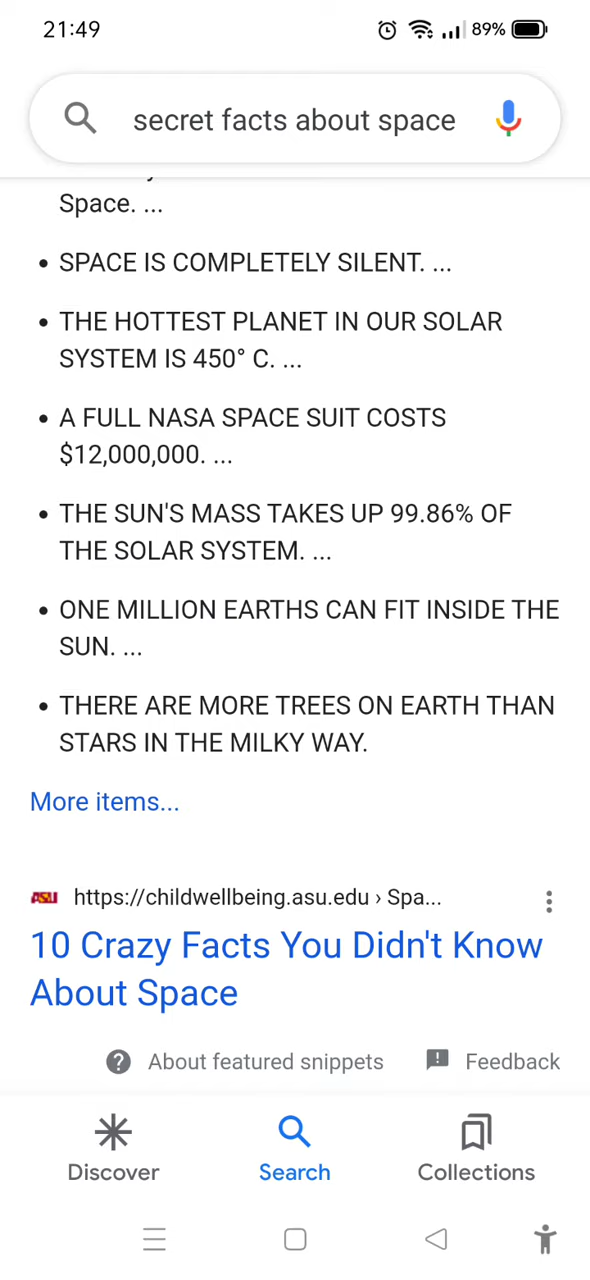 21:49
89%
secret facts about space
Space. ...
• SPACE IS COMPLETELY SILENT. ...
• THE HOTTEST PLANET IN OUR SOLAR
SYSTEM IS 450° C. ...
• A FULL NASA SPACE SUIT COSTS
$12,000,000. ...
• THE SUN'S MASS TAKES UP 99.86% OF
THE SOLAR SYSTEM. ...
• ONE MILLION EARTHS CAN FIT INSIDE THE
SUN. ...
• THERE ARE MORE TREES ON EARTH THAN
STARS IN THE MILKY WAY.
More items...
ASU https://childwellbeing.asu.edu › Spa...
10 Crazy Facts You Didn't Know
About Space
About featured snippets Feedback
Discover Search Collections